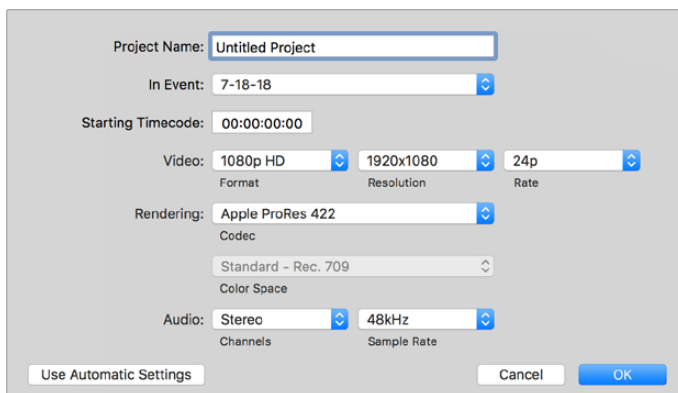 Project Name: Untitled Project
In Event: 7-18-18
Starting Timecode: 00:00:00:00
Video: 1080p HD 1920x1080 24p
Format Resolution Rate
Rendering: Apple ProRes 422
Codec
Standard - Rec. 709
Color Space
Audio: Stereo 48kHz
Channels Sample Rate
Use Automatic Settings Cancel OK